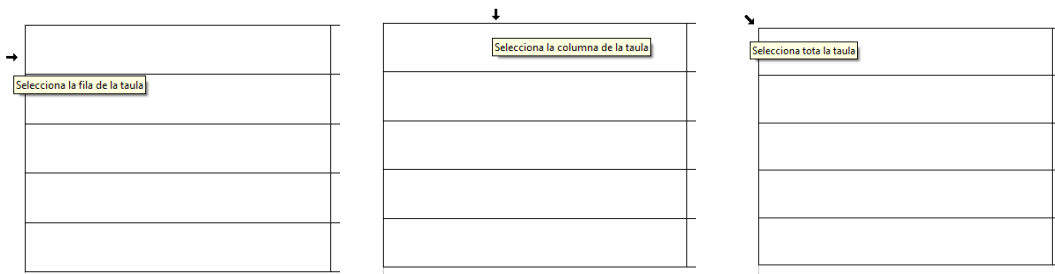 Selecciona la fila de la taula
Selecciona la columna de la taula
Selecciona tota la taula